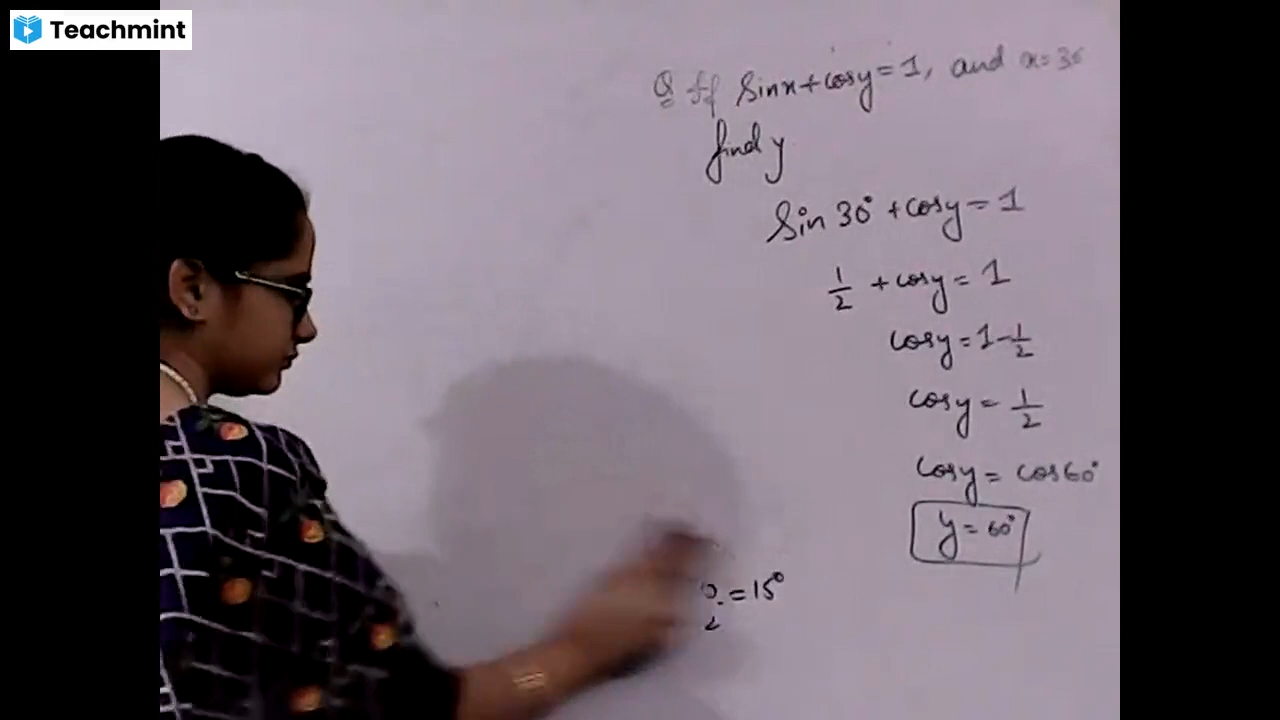 Teachmint
Q If sinx+cosy=1, and x=30
find y
Sin 30° + cosy = 1
1/2 + cosy = 1
cosy = 1-1/2
cosy = 1/2
cosy = cos60°
y = 60°
= 15°
2